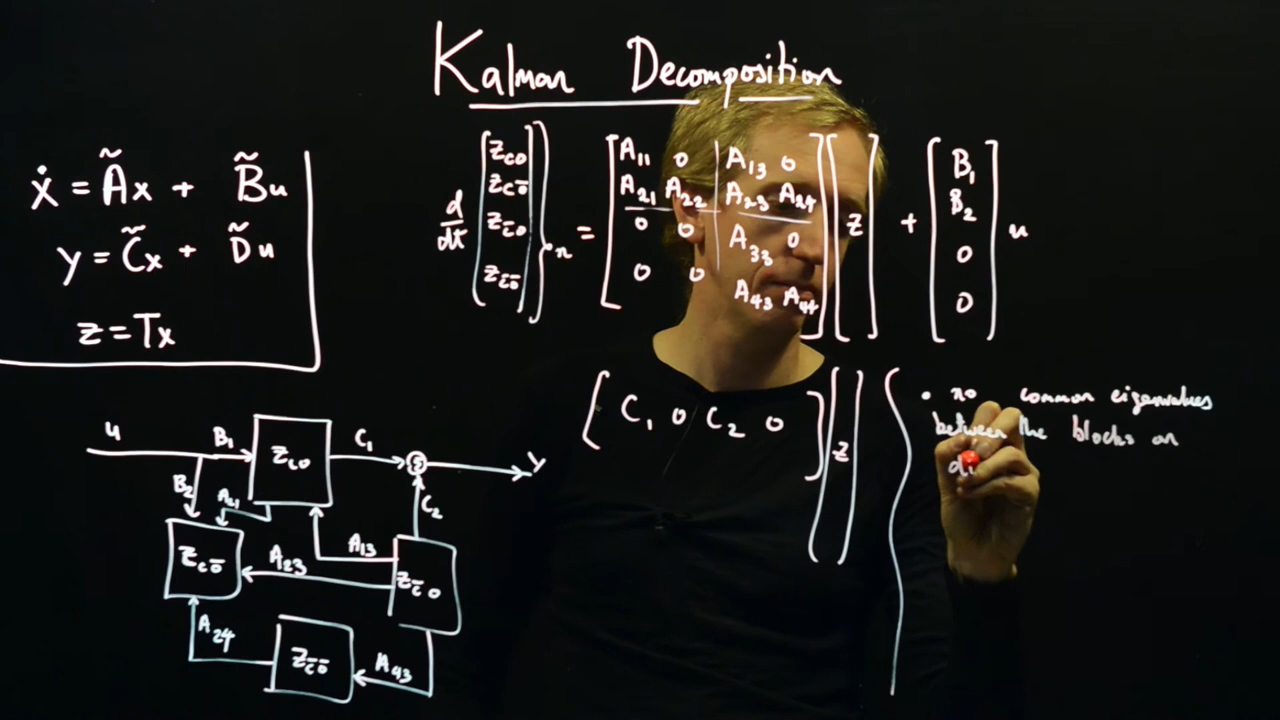 Kalman Decomposition
ẋ = Ãx + B̃u
y = C̃x + D̃u
z = Tx
d/dt [ z_co z_cō z_c̄o z_c̄ō ] } n = [ A₁₁ 0 | A₁₃ 0
A₂₁ A₂₂ | A₂₃ A₂₄
0 0 | A₃₃ 0
0 0 | A₄₃ A₄₄ ] [ z ] + [ B₁ B₂ 0 0 ] u
[ C₁ 0 C₂ 0 ] [ z ]
• no common eigenvalues
between the blocks on
di
u B₁ z_co C₁ Σ y
B₂ A₂₁ C₂
z_cō A₂₃ A₁₃ z_c̄o
A₂₄ z_c̄ō A₄₃